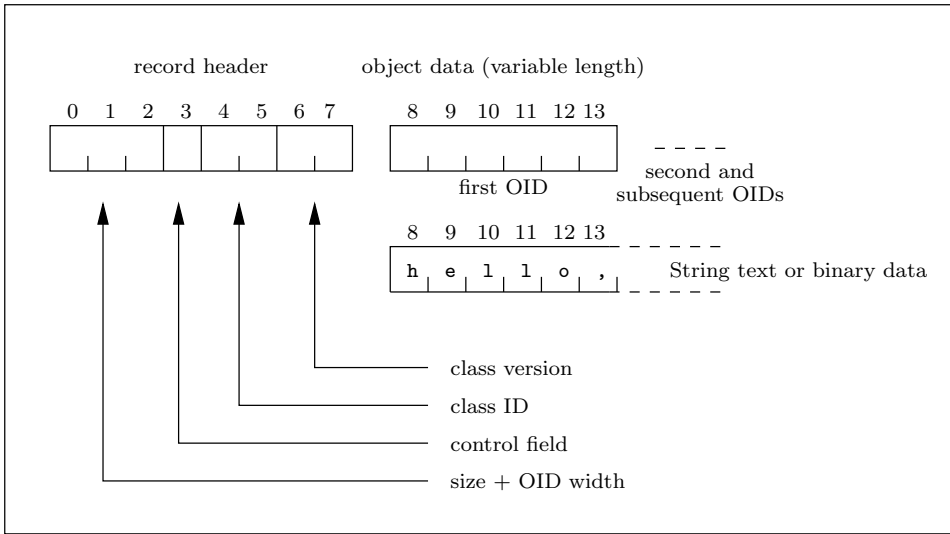 record header
object data (variable length)
0 1 2 3 4 5 6 7
8 9 10 11 12 13
first OID
second and
subsequent OIDs
8 9 10 11 12 13
h e l l o ,
String text or binary data
class version
class ID
control field
size + OID width